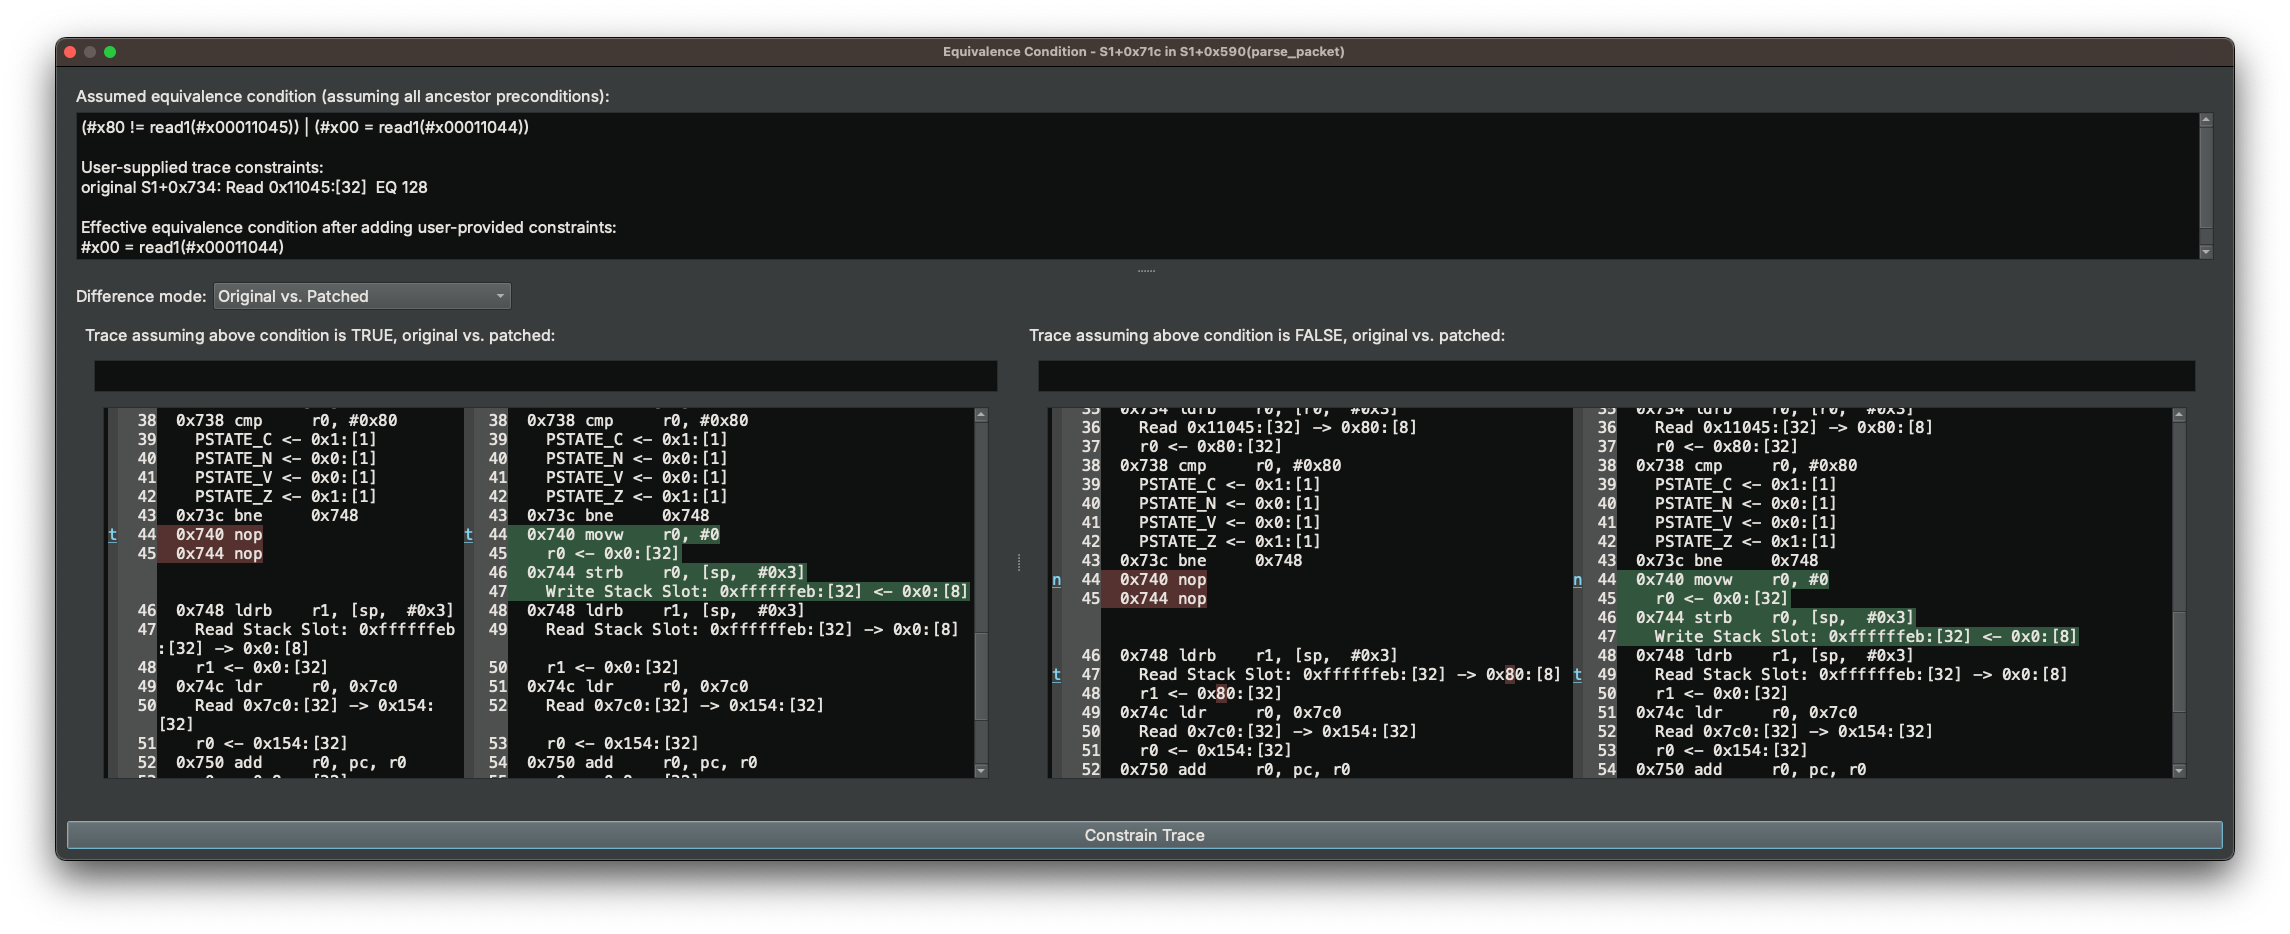 Equivalence Condition - S1+0x71c in S1+0x590(parse_packet)
Assumed equivalence condition (assuming all ancestor preconditions):
(#x80 != read1(#x00011045)) | (#x00 = read1(#x00011044))
User-supplied trace constraints:
original S1+0x734: Read 0x11045:[32]  EQ 128
Effective equivalence condition after adding user-provided constraints:
#x00 = read1(#x00011044)
Difference mode: Original vs. Patched
Trace assuming above condition is TRUE, original vs. patched:
38 0x738 cmp r0, #0x80
39 PSTATE_C <- 0x1:[1]
40 PSTATE_N <- 0x0:[1]
41 PSTATE_V <- 0x0:[1]
42 PSTATE_Z <- 0x1:[1]
43 0x73c bne 0x748
t 44 0x740 nop
45 0x744 nop
46 0x748 ldrb r1, [sp, #0x3]
47 Read Stack Slot: 0xffffffeb
:[32] -> 0x0:[8]
48 r1 <- 0x0:[32]
49 0x74c ldr r0, 0x7c0
50 Read 0x7c0:[32] -> 0x154:
[32]
51 r0 <- 0x154:[32]
52 0x750 add r0, pc, r0
38 0x738 cmp r0, #0x80
39 PSTATE_C <- 0x1:[1]
40 PSTATE_N <- 0x0:[1]
41 PSTATE_V <- 0x0:[1]
42 PSTATE_Z <- 0x1:[1]
43 0x73c bne 0x748
t 44 0x740 movw r0, #0
45 r0 <- 0x0:[32]
46 0x744 strb r0, [sp, #0x3]
47 Write Stack Slot: 0xffffffeb:[32] <- 0x0:[8]
48 0x748 ldrb r1, [sp, #0x3]
49 Read Stack Slot: 0xffffffeb:[32] -> 0x0:[8]
50 r1 <- 0x0:[32]
51 0x74c ldr r0, 0x7c0
52 Read 0x7c0:[32] -> 0x154:[32]
53 r0 <- 0x154:[32]
54 0x750 add r0, pc, r0
Trace assuming above condition is FALSE, original vs. patched:
35 0x734 ldrb r0, [r0, #0x3]
36 Read 0x11045:[32] -> 0x80:[8]
37 r0 <- 0x80:[32]
38 0x738 cmp r0, #0x80
39 PSTATE_C <- 0x1:[1]
40 PSTATE_N <- 0x0:[1]
41 PSTATE_V <- 0x0:[1]
42 PSTATE_Z <- 0x1:[1]
43 0x73c bne 0x748
n 44 0x740 nop
45 0x744 nop
46 0x748 ldrb r1, [sp, #0x3]
t 47 Read Stack Slot: 0xffffffeb:[32] -> 0x80:[8]
48 r1 <- 0x80:[32]
49 0x74c ldr r0, 0x7c0
50 Read 0x7c0:[32] -> 0x154:[32]
51 r0 <- 0x154:[32]
52 0x750 add r0, pc, r0
35 0x734 ldrb r0, [r0, #0x3]
36 Read 0x11045:[32] -> 0x80:[8]
37 r0 <- 0x80:[32]
38 0x738 cmp r0, #0x80
39 PSTATE_C <- 0x1:[1]
40 PSTATE_N <- 0x0:[1]
41 PSTATE_V <- 0x0:[1]
42 PSTATE_Z <- 0x1:[1]
43 0x73c bne 0x748
n 44 0x740 movw r0, #0
45 r0 <- 0x0:[32]
46 0x744 strb r0, [sp, #0x3]
47 Write Stack Slot: 0xffffffeb:[32] <- 0x0:[8]
48 0x748 ldrb r1, [sp, #0x3]
t 49 Read Stack Slot: 0xffffffeb:[32] -> 0x0:[8]
50 r1 <- 0x0:[32]
51 0x74c ldr r0, 0x7c0
52 Read 0x7c0:[32] -> 0x154:[32]
53 r0 <- 0x154:[32]
54 0x750 add r0, pc, r0
Constrain Trace